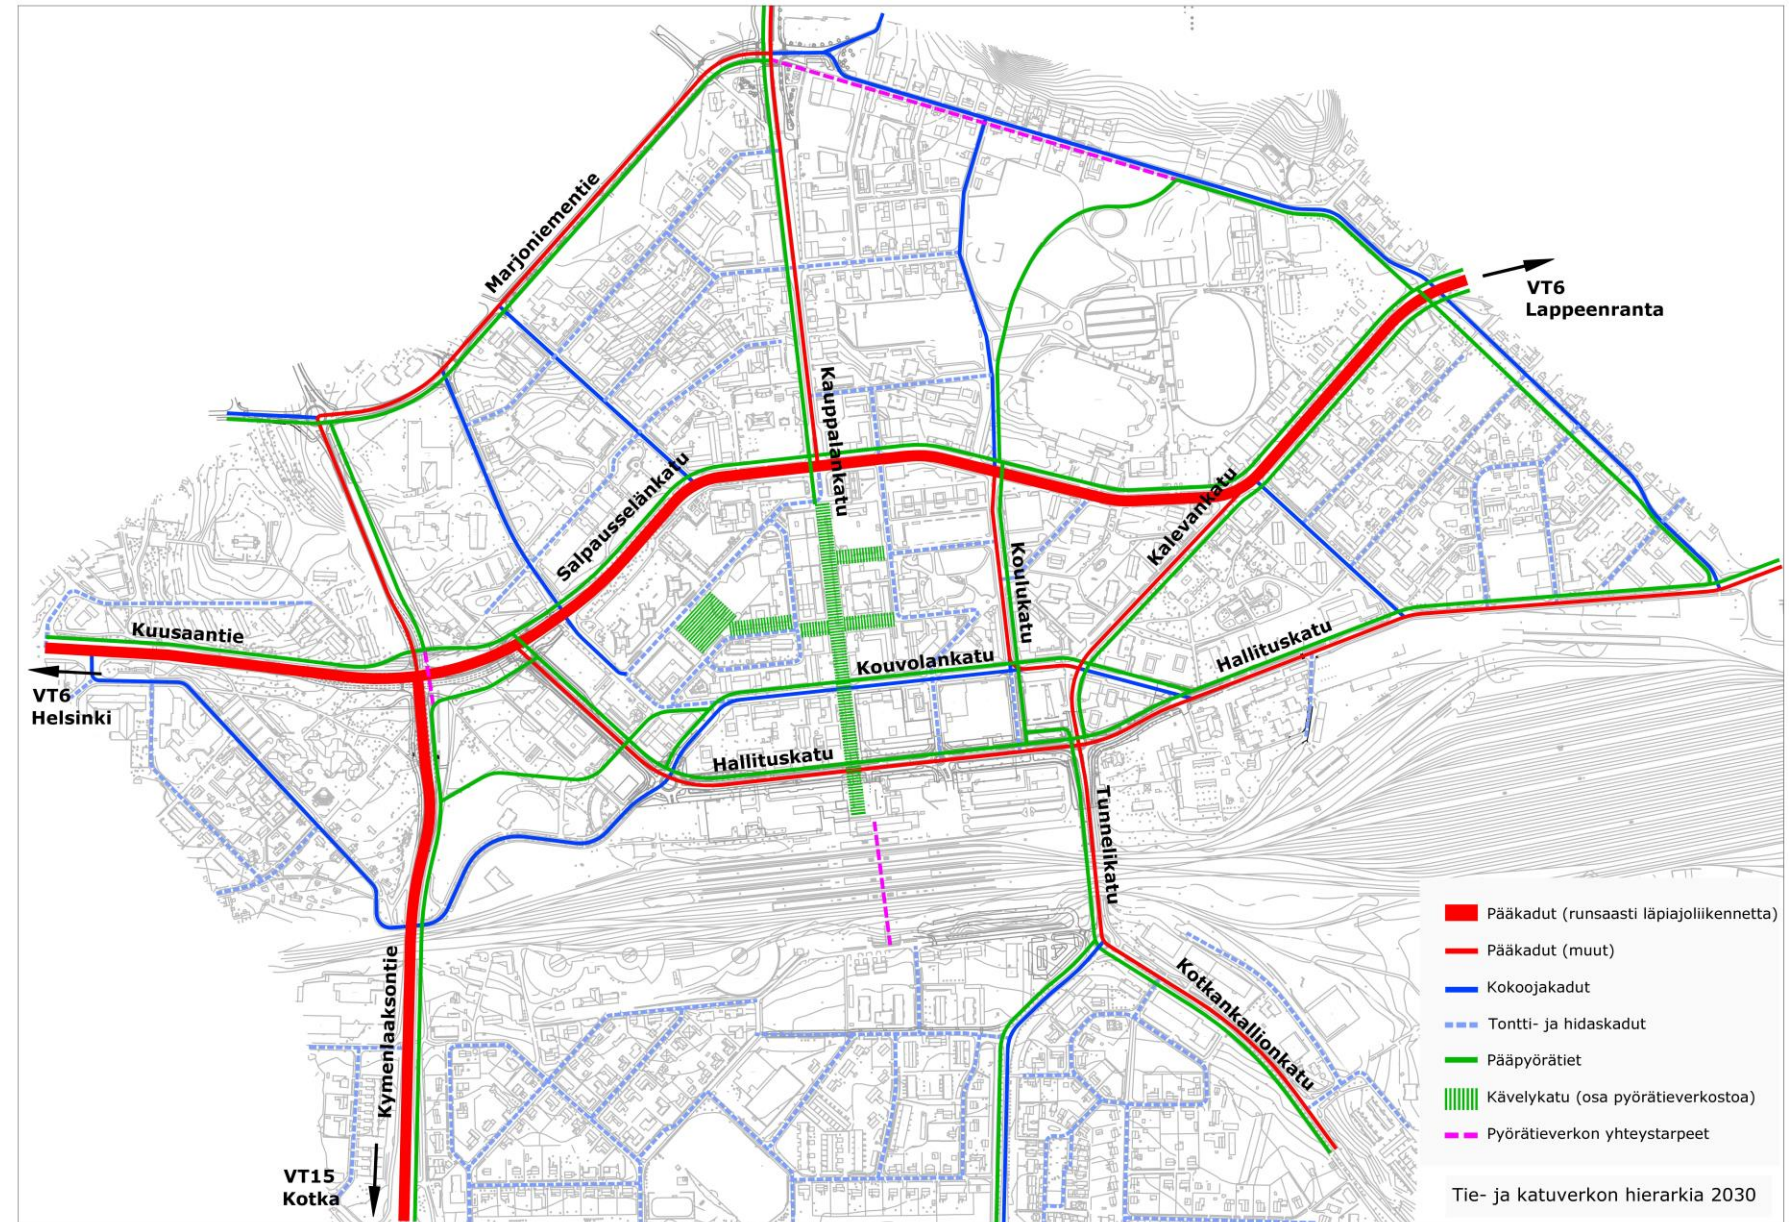 Marjoniementie
VT6
Lappeenranta
Kauppalankatu
Salpausselänkatu
Kalevankatu
Koulukatu
Kuusaantie
Hallituskatu
Kouvolankatu
VT6
Helsinki
Hallituskatu
Tunnelikatu
Kymenlaaksontie
Kotkankallionkatu
VT15
Kotka
Pääkadut (runsaasti läpiajoliikennetta)
Pääkadut (muut)
Kokoojakadut
Tontti- ja hidaskadut
Pääpyörätiet
Kävelykatu (osa pyörätieverkostoa)
Pyörätieverkon yhteystarpeet
Tie- ja katuverkon hierarkia 2030